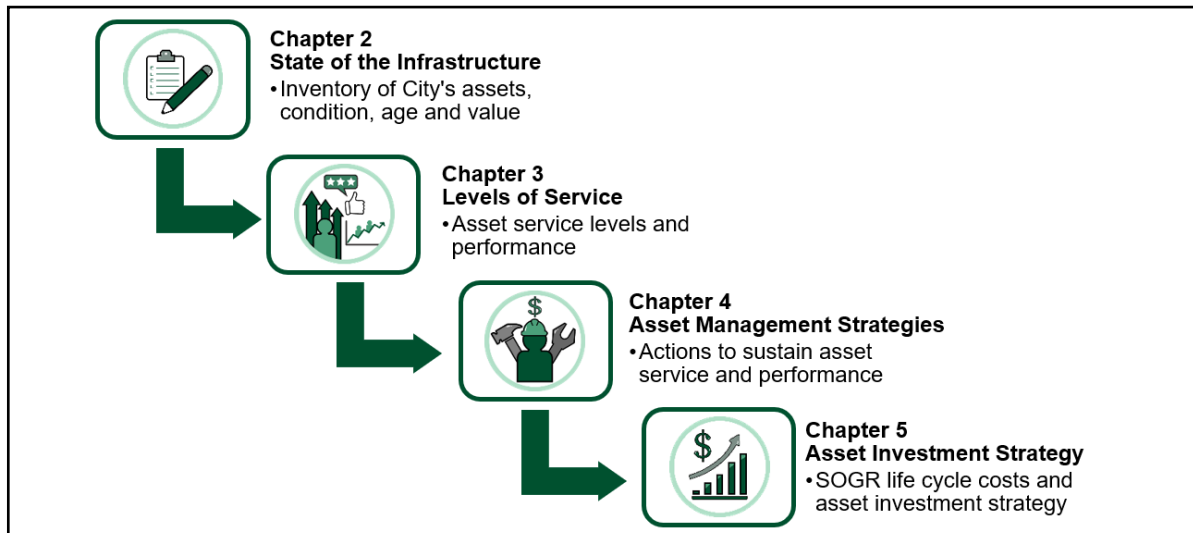 Chapter 2
State of the Infrastructure
•Inventory of City's assets,
condition, age and value
Chapter 3
Levels of Service
•Asset service levels and
performance
$
Chapter 4
Asset Management Strategies
•Actions to sustain asset
service and performance
$
Chapter 5
Asset Investment Strategy
•SOGR life cycle costs and
asset investment strategy